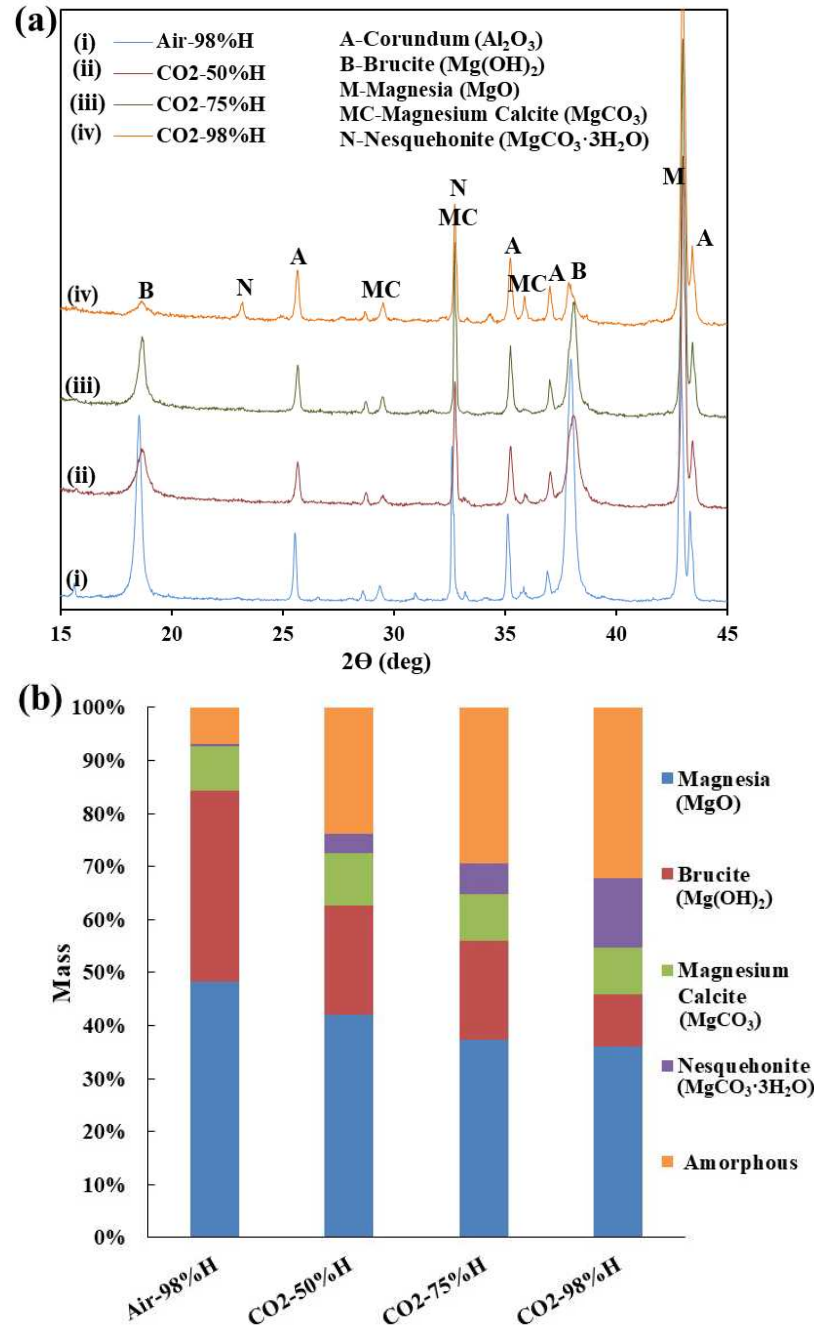 (a)
(i) Air-98%H
(ii) CO2-50%H
(iii) CO2-75%H
(iv) CO2-98%H
A-Corundum (Al₂O₃)
B-Brucite (Mg(OH)₂)
M-Magnesia (MgO)
MC-Magnesium Calcite (MgCO₃)
N-Nesquehonite (MgCO₃·3H₂O)
N
MC
M
A
A
A
B
A
MC
MC
N
B
(iv)
(iii)
(ii)
(i)
15 20 25 30 35 40 45
2Θ (deg)
(b)
Mass
100%
90%
80%
70%
60%
50%
40%
30%
20%
10%
0%
Air-98%H
CO2-50%H
CO2-75%H
CO2-98%H
Magnesia
(MgO)
Brucite
(Mg(OH)₂)
Magnesium
Calcite
(MgCO₃)
Nesquehonite
(MgCO₃·3H₂O)
Amorphous